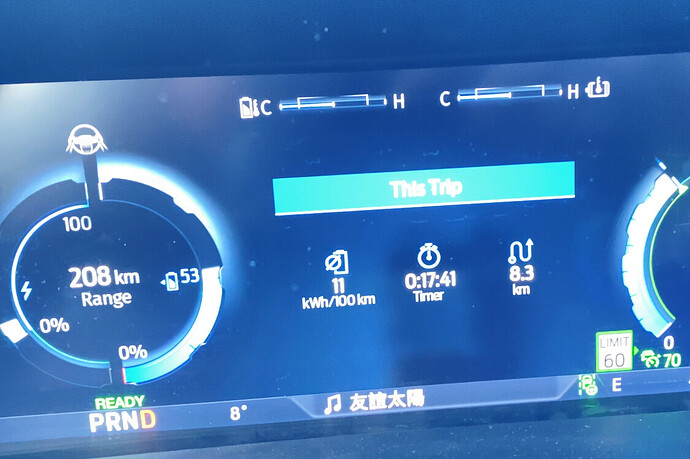 C H
C H
This Trip
100
208 km
Range
53
0%
0%
11
kWh/100 km
0:17:41
Timer
8.3
km
LIMIT
60
0
70
READY
PRND
8°
友誼太陽
E